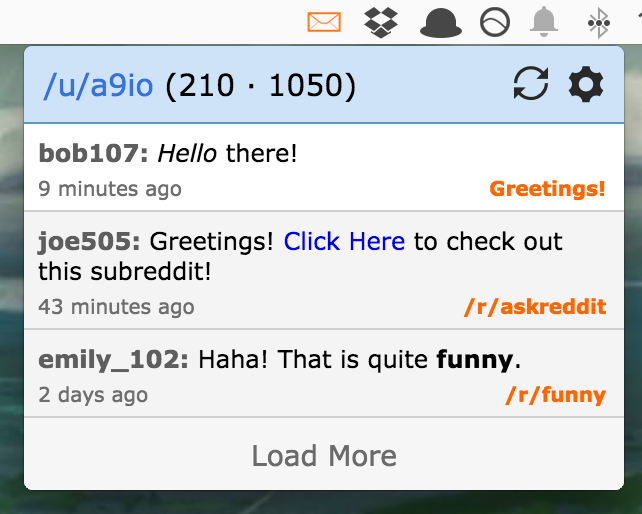 /u/a9io (210 · 1050)
bob107: Hello there!
9 minutes ago Greetings!
joe505: Greetings! Click Here to check out
this subreddit!
43 minutes ago /r/askreddit
emily_102: Haha! That is quite funny.
2 days ago /r/funny
Load More